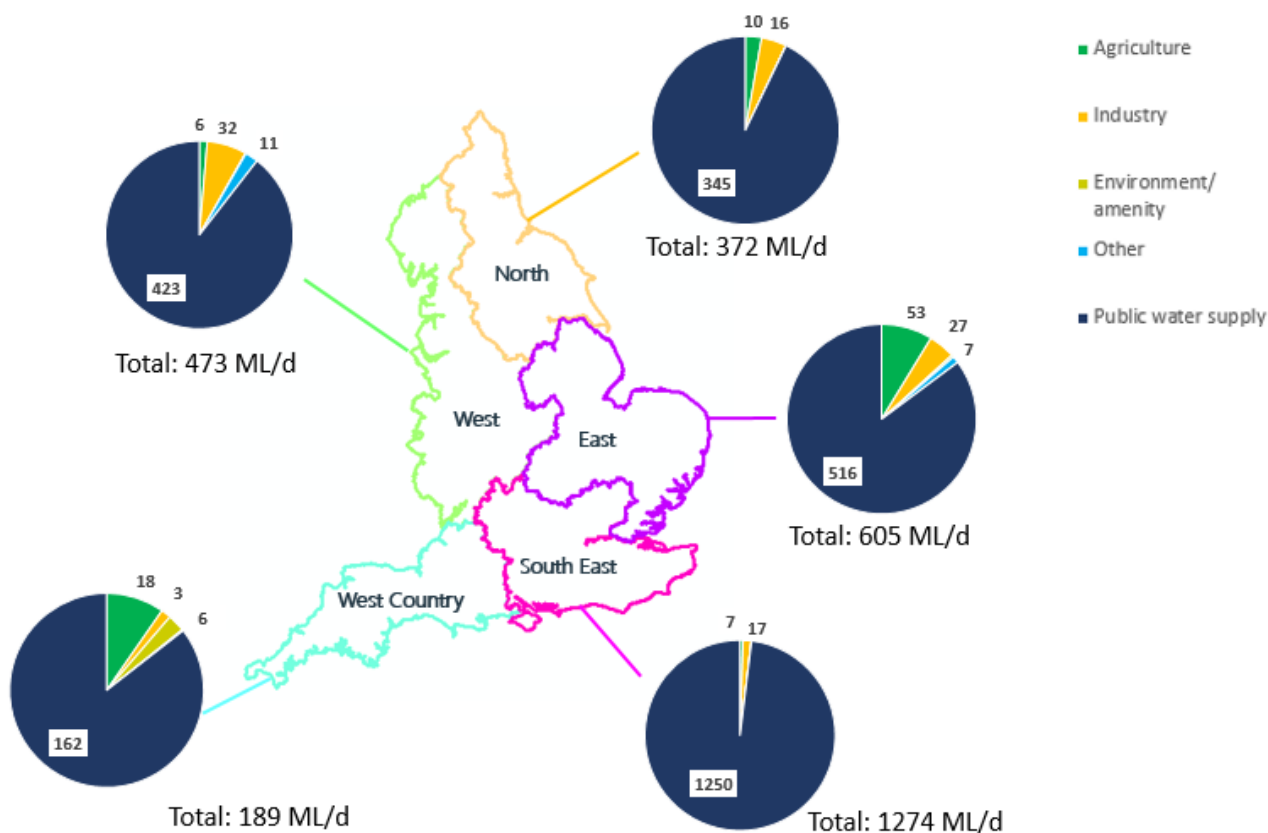 10 16
345
Total: 372 ML/d
Agriculture
Industry
Environment/
amenity
Other
Public water supply
6 32 11
423
Total: 473 ML/d
North
West
East
South East
West Country
53 27
7
516
Total: 605 ML/d
18 3 6
162
Total: 189 ML/d
7 17
1250
Total: 1274 ML/d